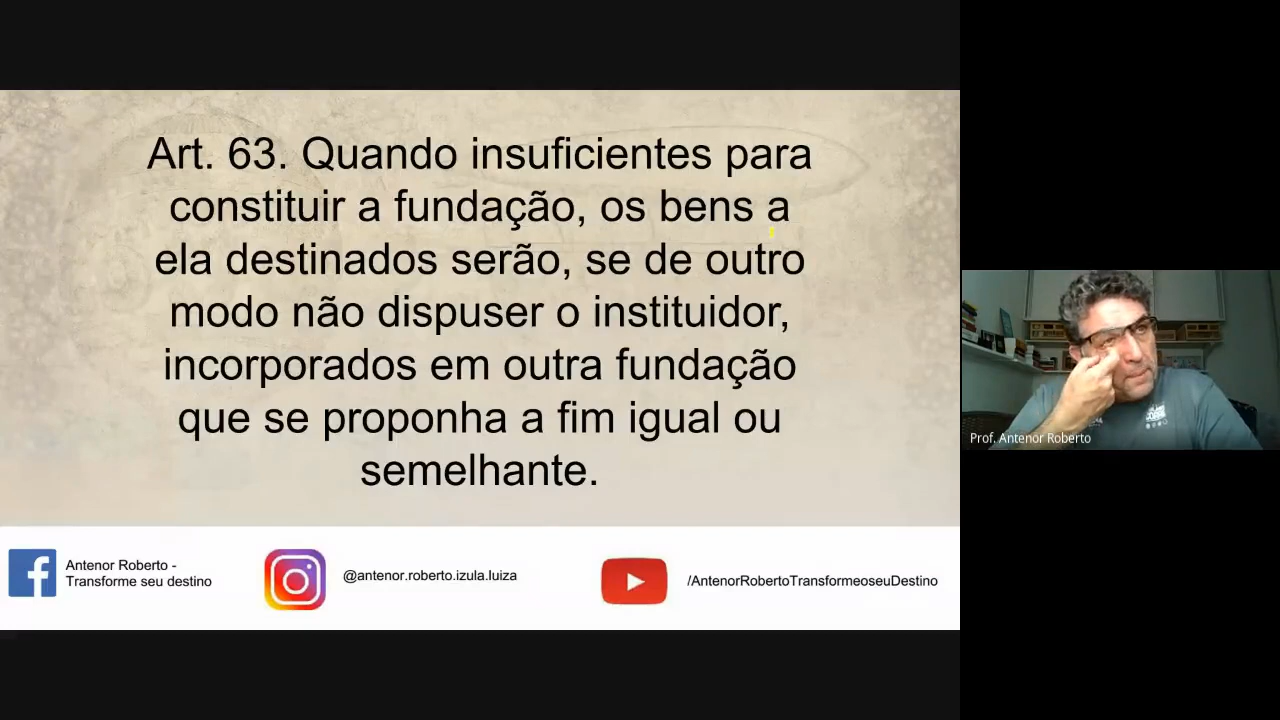 Art. 63. Quando insuficientes para
constituir a fundação, os bens a
ela destinados serão, se de outro
modo não dispuser o instituidor,
incorporados em outra fundação
que se proponha a fim igual ou
semelhante.
Antenor Roberto -
Transforme seu destino
@antenor.roberto.izula.luiza
/AntenorRobertoTransformeoseuDestino
Prof. Antenor Roberto